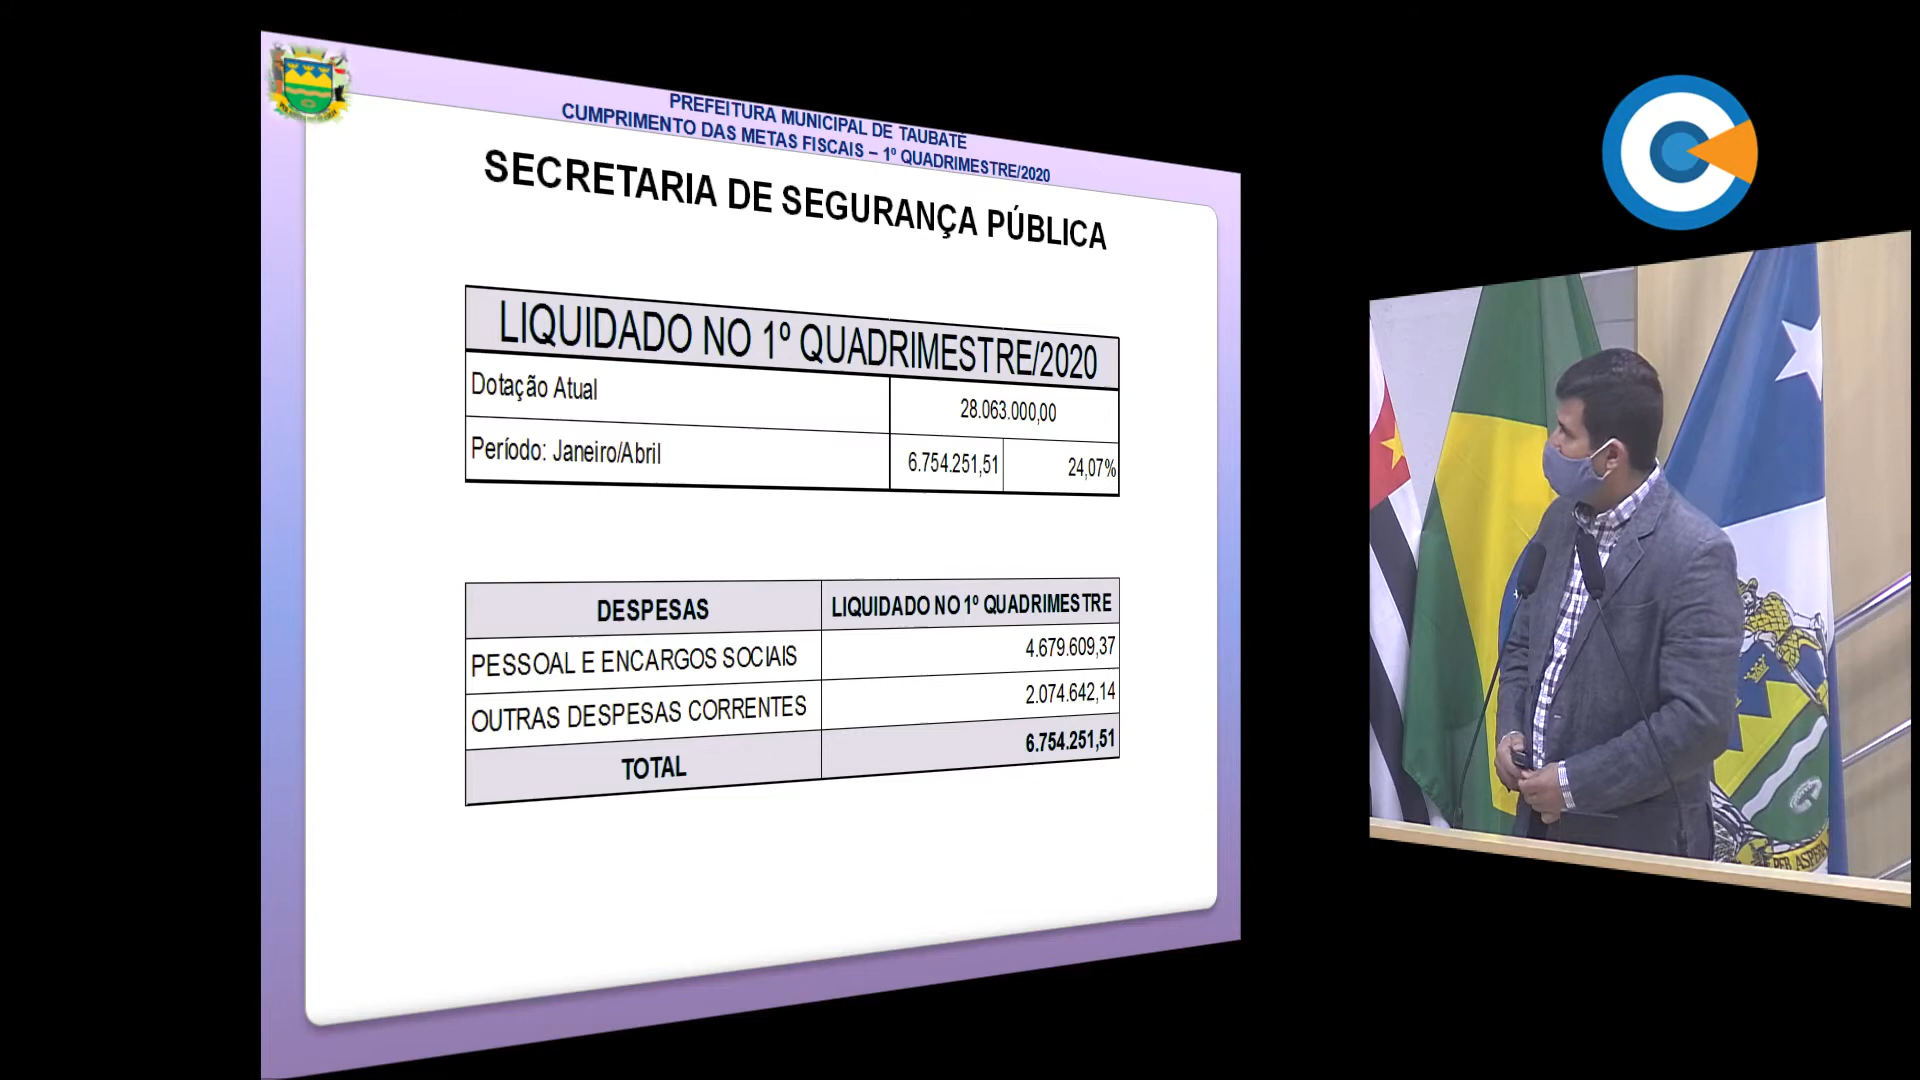 PREFEITURA MUNICIPAL DE TAUBATÉ
CUMPRIMENTO DAS METAS FISCAIS – 1º QUADRIMESTRE/2020
SECRETARIA DE SEGURANÇA PÚBLICA
LIQUIDADO NO 1º QUADRIMESTRE/2020
Dotação Atual 28.063.000,00
Período: Janeiro/Abril 6.754.251,51 24,07%
DESPESAS LIQUIDADO NO 1º QUADRIMESTRE
PESSOAL E ENCARGOS SOCIAIS 4.679.609,37
OUTRAS DESPESAS CORRENTES 2.074.642,14
TOTAL 6.754.251,51